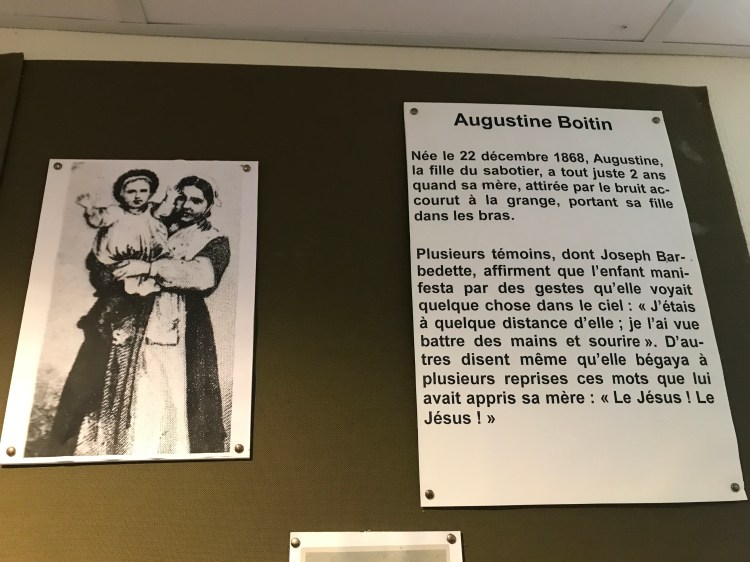 Augustine Boitin
Née le 22 décembre 1868, Augustine,
la fille du sabotier, a tout juste 2 ans
quand sa mère, attirée par le bruit ac-
courut à la grange, portant sa fille
dans les bras.
Plusieurs témoins, dont Joseph Bar-
bedette, affirment que l'enfant mani-
festa par des gestes qu'elle voyait
quelque chose dans le ciel : « J'étais
à quelque distance d'elle ; je l'ai vue
battre des mains et sourire ». D'au-
tres disent même qu'elle bégaya à
plusieurs reprises ces mots que lui
avait appris sa mère : « Le Jésus ! Le
Jésus ! »